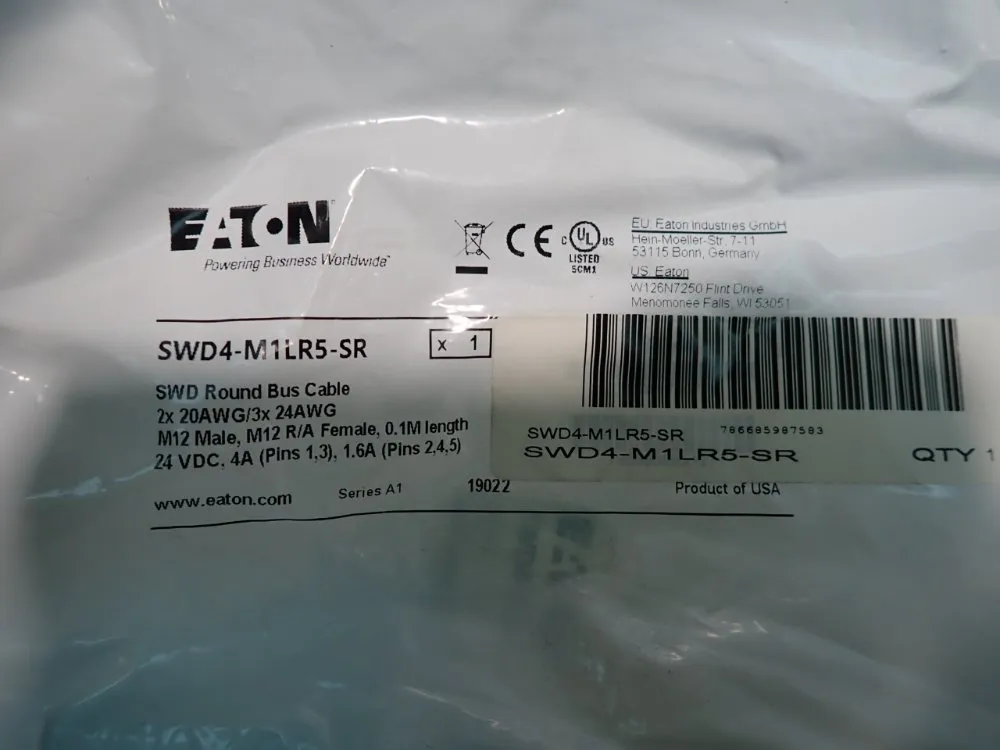 EATON
Powering Business Worldwide™
CE
C UL US
LISTED
5CM1
EU. Eaton Industries GmbH
Hein-Moeller-Str. 7-11
53115 Bonn, Germany
US. Eaton
W126N7250 Flint Drive
Menomonee Falls, WI 53051
SWD4-M1LR5-SR
x 1
SWD Round Bus Cable
2x 20AWG/3x 24AWG
M12 Male, M12 R/A Female, 0.1M length
24 VDC, 4A (Pins 1,3), 1.6A (Pins 2,4,5)
SWD4-M1LR5-SR 786685987583
SWD4-M1LR5-SR QTY 1
www.eaton.com Series A1 19022 Product of USA